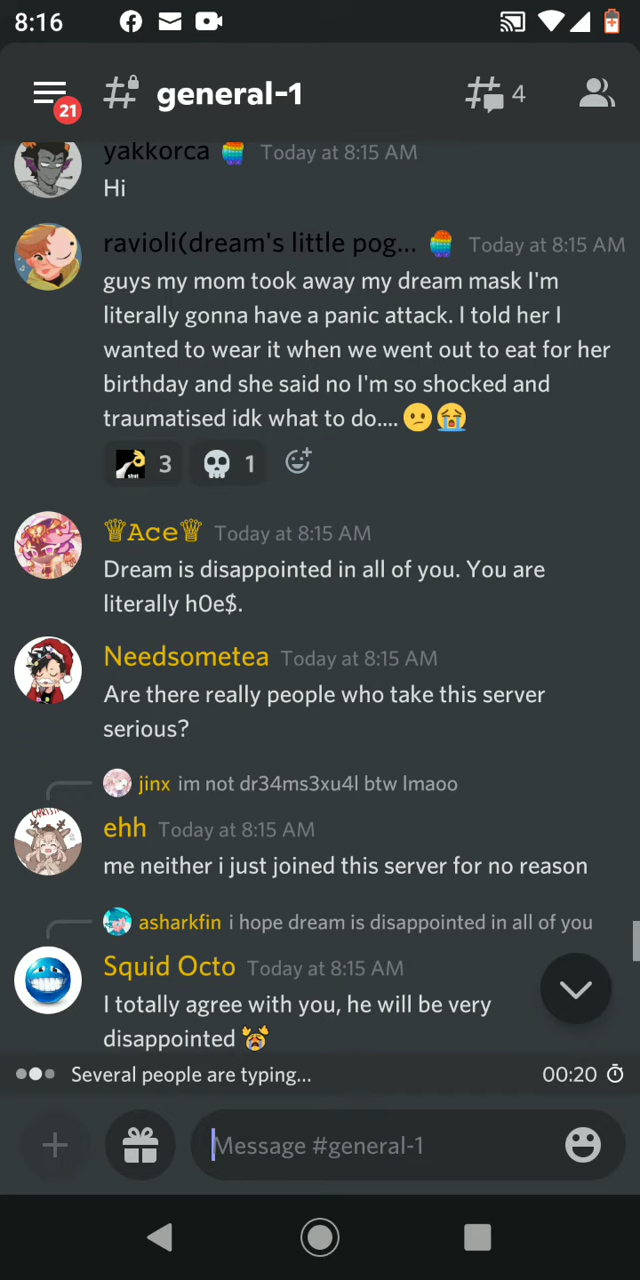 8:16
general-1
4
21
yakkorca Today at 8:15 AM
Hi
ravioli(dream's little pog... Today at 8:15 AM
guys my mom took away my dream mask I'm
literally gonna have a panic attack. I told her I
wanted to wear it when we went out to eat for her
birthday and she said no I'm so shocked and
traumatised idk what to do.... 😕😭
3 1
♕Ace♕ Today at 8:15 AM
Dream is disappointed in all of you. You are
literally h0e$.
Needsometea Today at 8:15 AM
Are there really people who take this server
serious?
jinx im not dr34ms3xu4l btw lmaoo
ehh Today at 8:15 AM
me neither i just joined this server for no reason
asharkfin i hope dream is disappointed in all of you
Squid Octo Today at 8:15 AM
I totally agree with you, he will be very
disappointed
Several people are typing... 00:20
Message #general-1